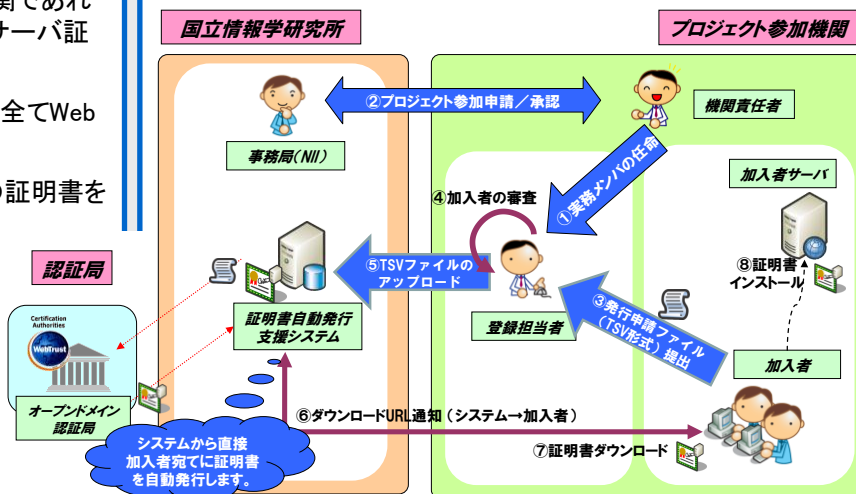 関であれ
サーバ証
全てWeb
の証明書を
国立情報学研究所
プロジェクト参加機関
②プロジェクト参加申請/承認
機関責任者
事務局(NII)
①実務メンバの任命
加入者サーバ
④加入者の審査
⑤TSVファイルの
アップロード
⑧証明書
インストール
認証局
Certification
Authorities
WebTrust
証明書自動発行
支援システム
登録担当者
③発行申請ファイル
(TSV形式)提出
加入者
オープンドメイン
認証局
⑥ダウンロードURL通知(システム→加入者)
システムから直接
加入者宛てに証明書
を自動発行します。
⑦証明書ダウンロード